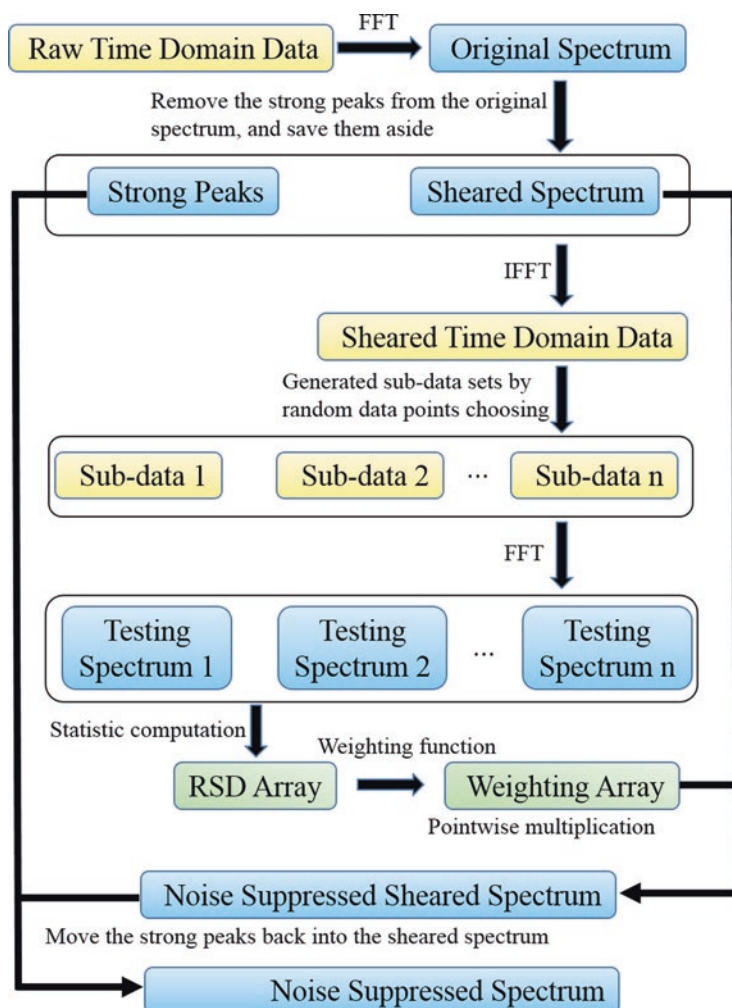 FFT
Raw Time Domain Data
Original Spectrum
Remove the strong peaks from the original
spectrum, and save them aside
Strong Peaks
Sheared Spectrum
IFFT
Sheared Time Domain Data
Generated sub-data sets by
random data points choosing
Sub-data 1
Sub-data 2
...
Sub-data n
FFT
Testing
Spectrum 1
Testing
Spectrum 2
...
Testing
Spectrum n
Statistic computation
Weighting function
RSD Array
Weighting Array
Pointwise multiplication
Noise Suppressed Sheared Spectrum
Move the strong peaks back into the sheared spectrum
Noise Suppressed Spectrum